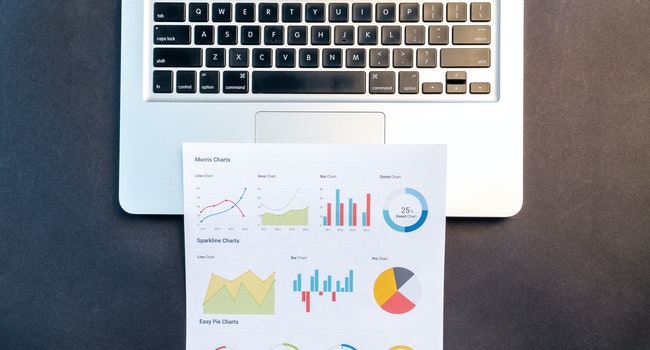 tab Q W E R T Y U I O P
caps lock A S D F G H J K L enter return
shift Z X C V B N M shift
fn control option command command option
Morris Charts
Line Chart Area Chart Bar Chart Donut Chart
25%
Donut Chart
Sparkline Charts
Line Chart Bar Chart Pie Chart
Easy Pie Charts